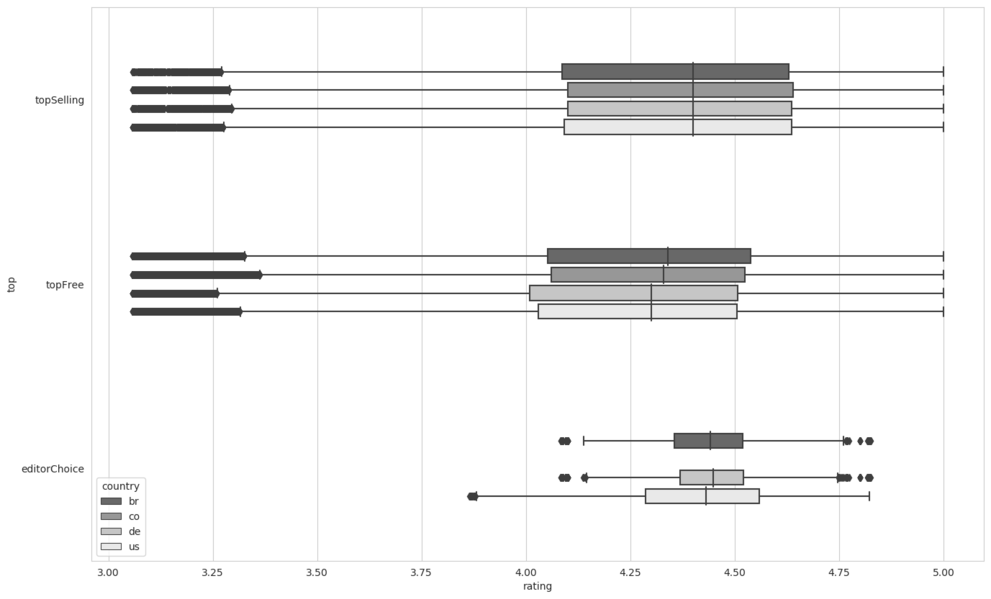 topSelling
topFree
editorChoice
top
country
br
co
de
us
3.00 3.25 3.50 3.75 4.00 4.25 4.50 4.75 5.00
rating